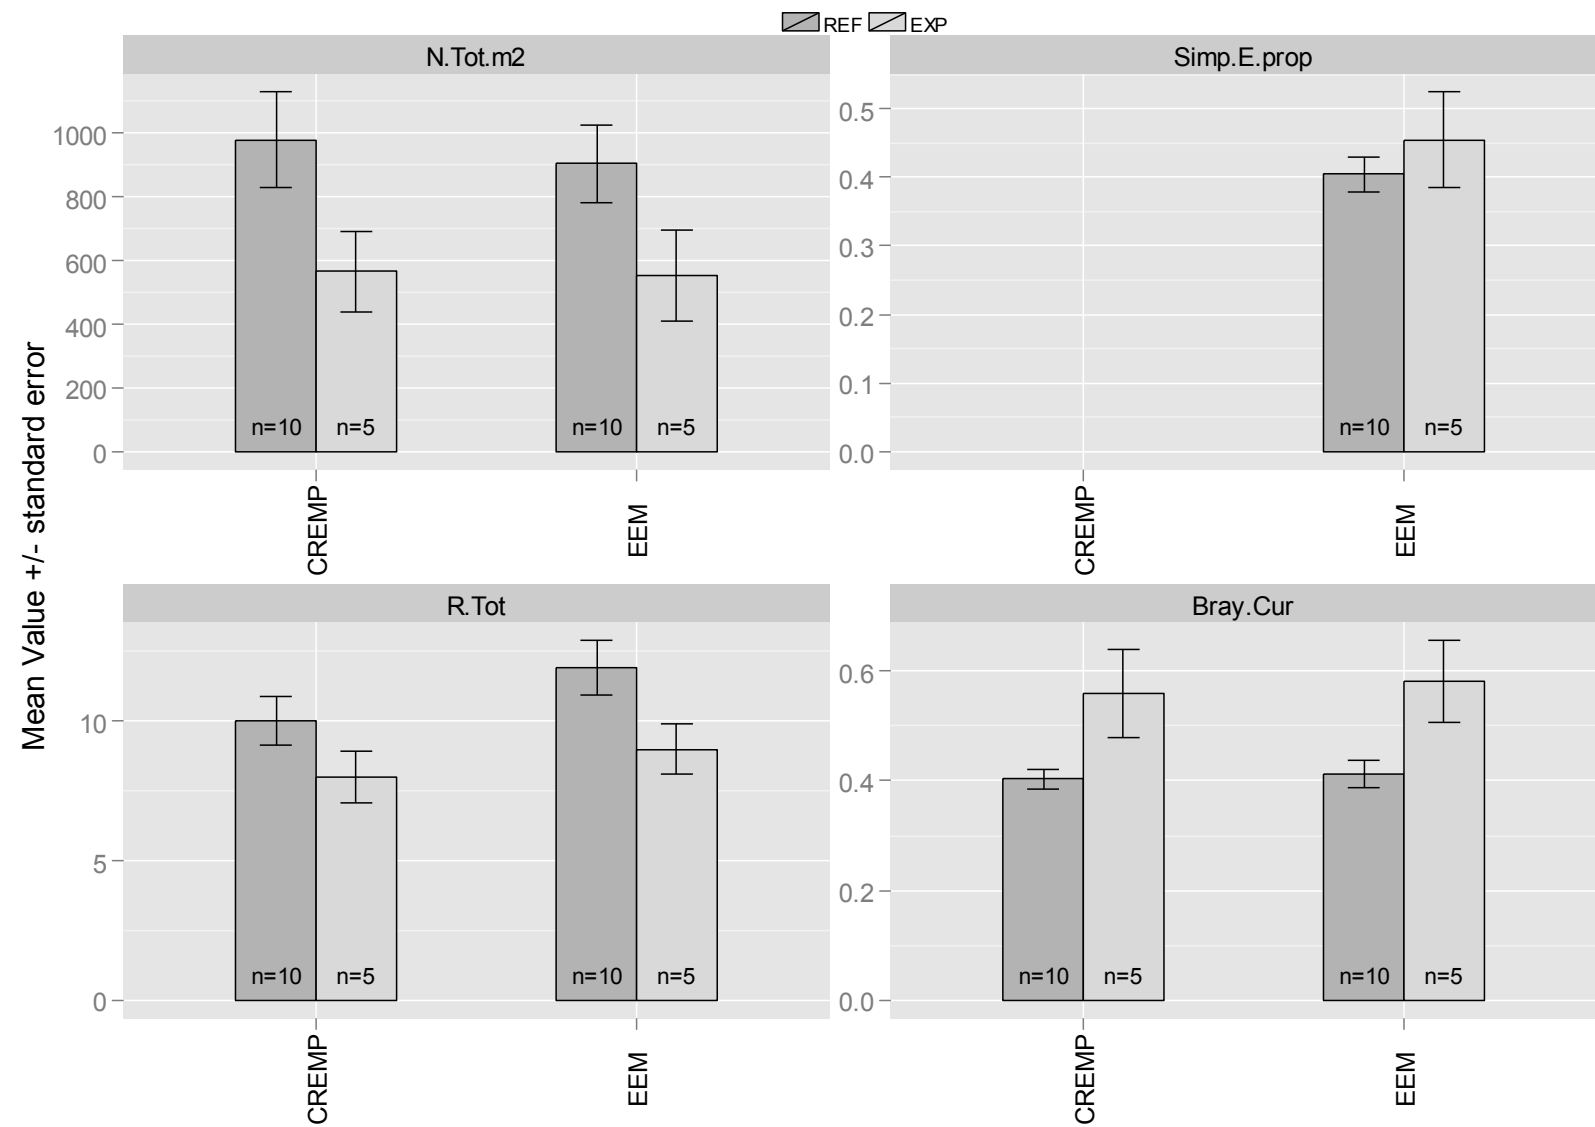 REF EXP
N.Tot.m2
Simp.E.prop
1000
800
600
400
200
0
n=10 n=5 n=10 n=5
CREMP
EEM
0.5
0.4
0.3
0.2
0.1
0.0
n=10 n=5
CREMP
EEM
Mean Value +/- standard error
R.Tot
Bray.Cur
10
5
0
n=10 n=5 n=10 n=5
CREMP
EEM
0.6
0.4
0.2
0.0
n=10 n=5 n=10 n=5
CREMP
EEM